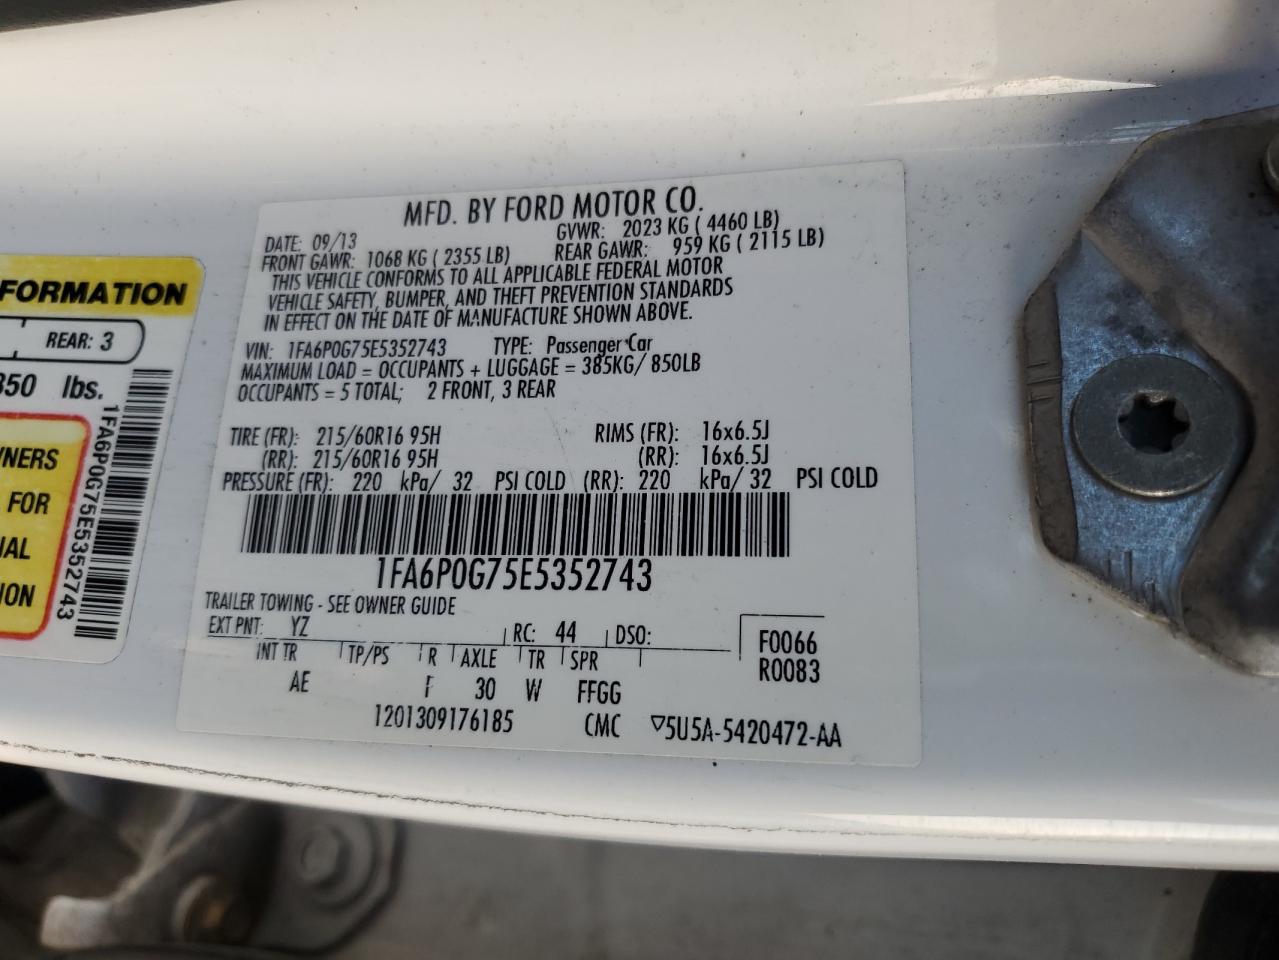 MFD. BY FORD MOTOR CO.
DATE: 09/13 GVWR: 2023 KG ( 4460 LB)
FRONT GAWR: 1068 KG ( 2355 LB) REAR GAWR: 959 KG ( 2115 LB)
THIS VEHICLE CONFORMS TO ALL APPLICABLE FEDERAL MOTOR
VEHICLE SAFETY, BUMPER, AND THEFT PREVENTION STANDARDS
IN EFFECT ON THE DATE OF MANUFACTURE SHOWN ABOVE.
VIN: 1FA6P0G75E5352743 TYPE: Passenger Car
MAXIMUM LOAD = OCCUPANTS + LUGGAGE = 385KG/ 850LB
OCCUPANTS = 5 TOTAL; 2 FRONT, 3 REAR
TIRE (FR): 215/60R16 95H RIMS (FR): 16x6.5J
(RR): 215/60R16 95H (RR): 16x6.5J
PRESSURE (FR): 220 kPa/ 32 PSI COLD (RR): 220 kPa/ 32 PSI COLD
1FA6P0G75E5352743
TRAILER TOWING - SEE OWNER GUIDE
EXT PNT: YZ RC: 44 DSO: F0066
INT TR TP/PS R AXLE TR SPR R0083
AE F 30 W FFGG
1201309176185 CMC ▽5U5A-5420472-AA
FORMATION
REAR: 3
850 lbs.
1FA6P0G75E5352743
WNERS
FOR
NAL
ION